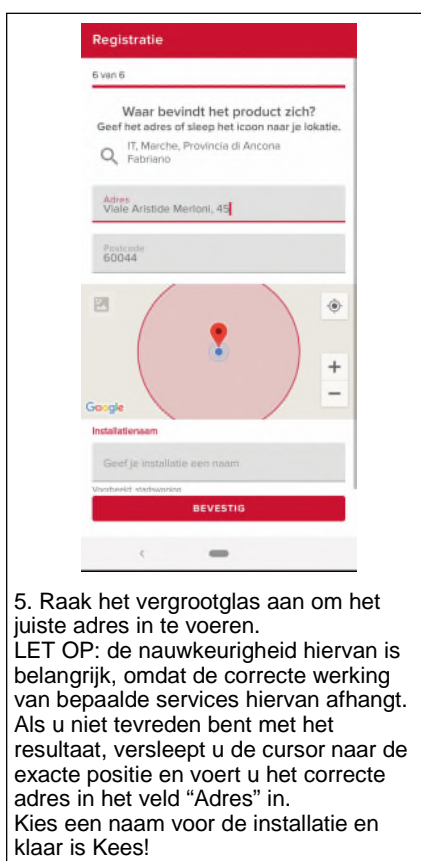 Registratie
6 van 6
Waar bevindt het product zich?
Geef het adres of sleep het icoon naar je lokatie.
IT, Marche, Provincia di Ancona
Fabriano
Adres
Viale Aristide Merloni, 45
Postcode
60044
Google
Installatienaam
Geef je installatie een naam
BEVESTIG
5. Raak het vergrootglas aan om het
juiste adres in te voeren.
LET OP: de nauwkeurigheid hiervan is
belangrijk, omdat de correcte werking
van bepaalde services hiervan afhangt.
Als u niet tevreden bent met het
resultaat, versleept u de cursor naar de
exacte positie en voert u het correcte
adres in het veld “Adres” in.
Kies een naam voor de installatie en
klaar is Kees!